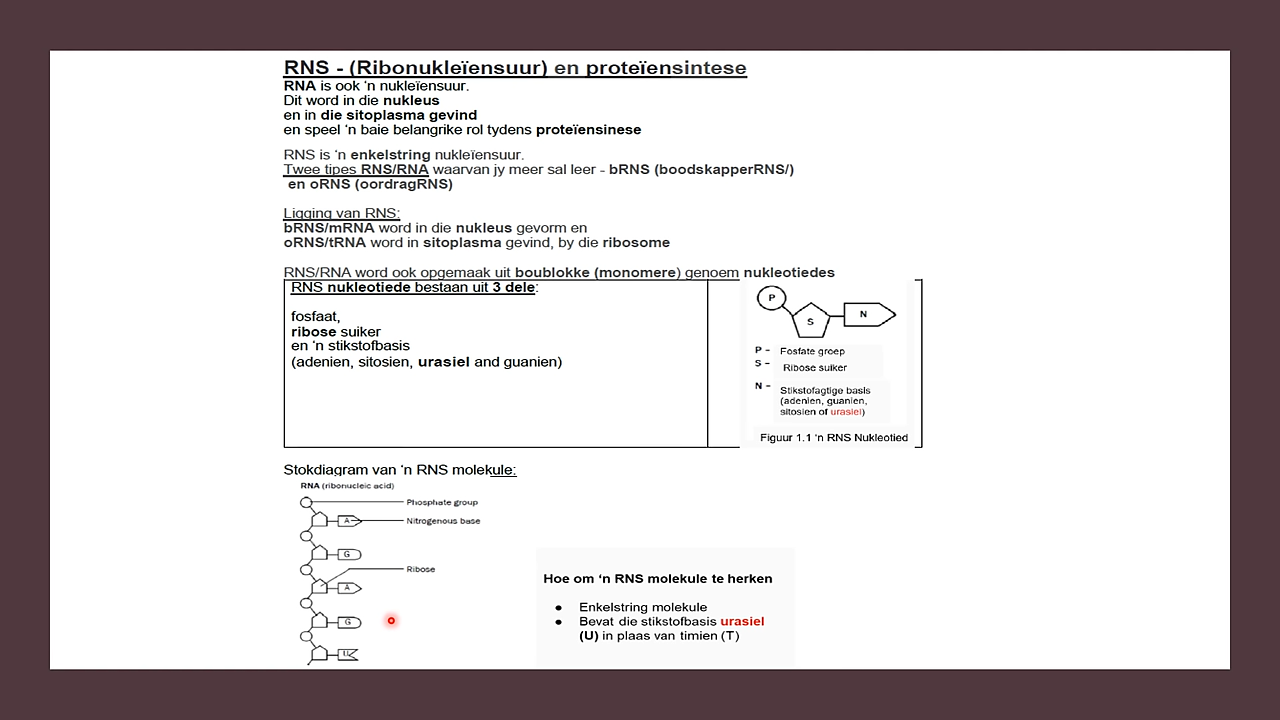 RNS - (Ribonukleïensuur) en proteïensintese
RNA is ook ‘n nukleïensuur.
Dit word in die nukleus
en in die sitoplasma gevind
en speel ‘n baie belangrike rol tydens proteïensinese
RNS is ‘n enkelstring nukleïensuur.
Twee tipes RNS/RNA waarvan jy meer sal leer - bRNS (boodskapperRNS/)
en oRNS (oordragRNS)
Ligging van RNS:
bRNS/mRNA word in die nukleus gevorm en
oRNS/tRNA word in sitoplasma gevind, by die ribosome
RNS/RNA word ook opgemaak uit boublokke (monomere) genoem nukleotiedes
RNS nukleotiede bestaan uit 3 dele:
fosfaat,
ribose suiker
en ‘n stikstofbasis
(adenien, sitosien, urasiel and guanien)
P
S
N
P – Fosfate groep
S – Ribose suiker
N – Stikstofagtige basis
(adenien, guanien,
sitosien of urasiel)
Figuur 1.1 ‘n RNS Nukleotied
Stokdiagram van ‘n RNS molekule:
RNA (ribonucleic acid)
Phosphate group
A
Nitrogenous base
G
Ribose
A
G
U
Hoe om ‘n RNS molekule te herken
● Enkelstring molekule
● Bevat die stikstofbasis urasiel
(U) in plaas van timien (T)